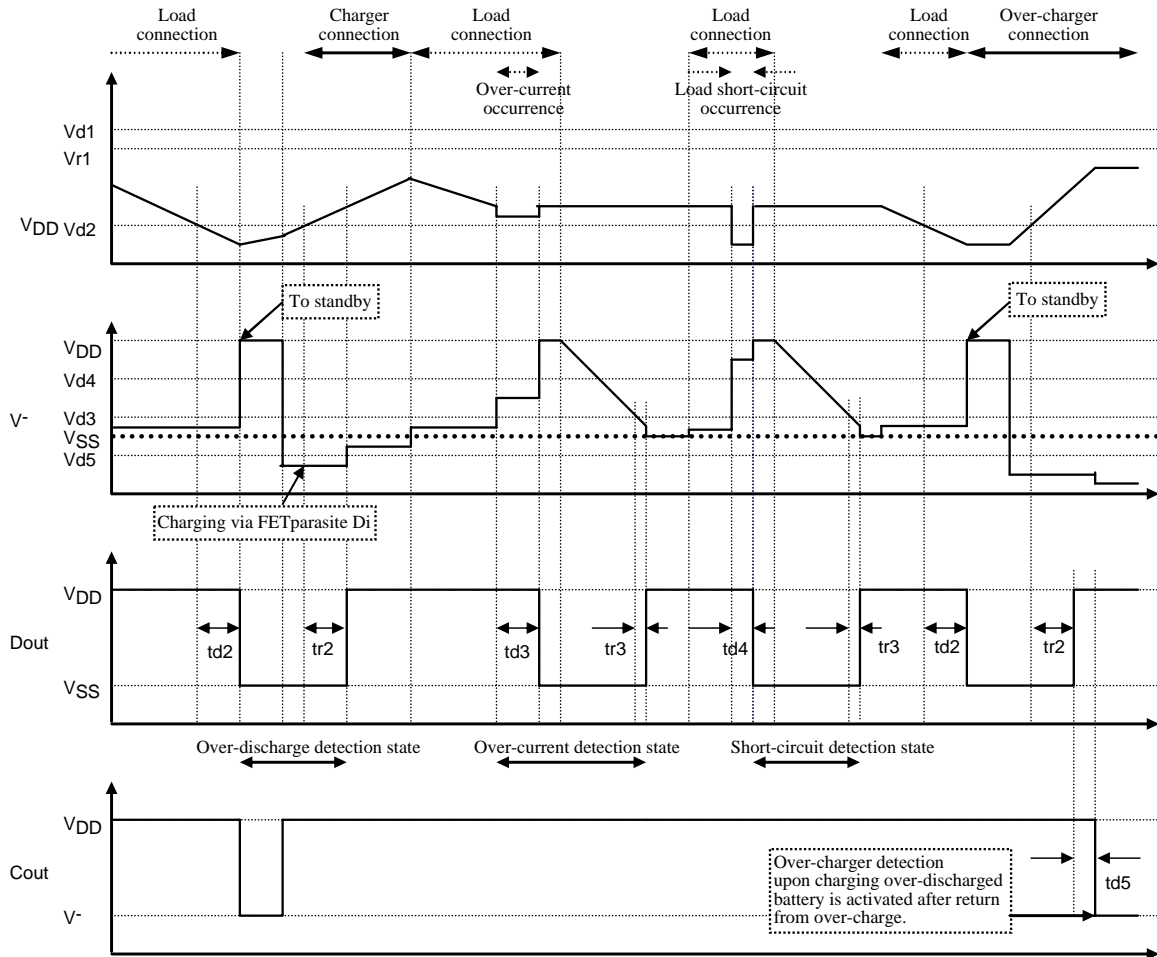 Load
connection
Charger
connection
Load
connection
Load
connection
Load
connection
Over-charger
connection
Over-current
occurrence
Load short-circuit
occurrence
Vd1
Vr1
VDD
Vd2
To standby
To standby
VDD
Vd4
V-
Vd3
VSS
Vd5
Charging via FETparasite Di
VDD
Dout
td2
tr2
td3
tr3
td4
tr3
td2
tr2
VSS
Over-discharge detection state
Over-current detection state
Short-circuit detection state
VDD
Cout
Over-charger detection
upon charging over-discharged
battery is activated after return
from over-charge.
td5
V-